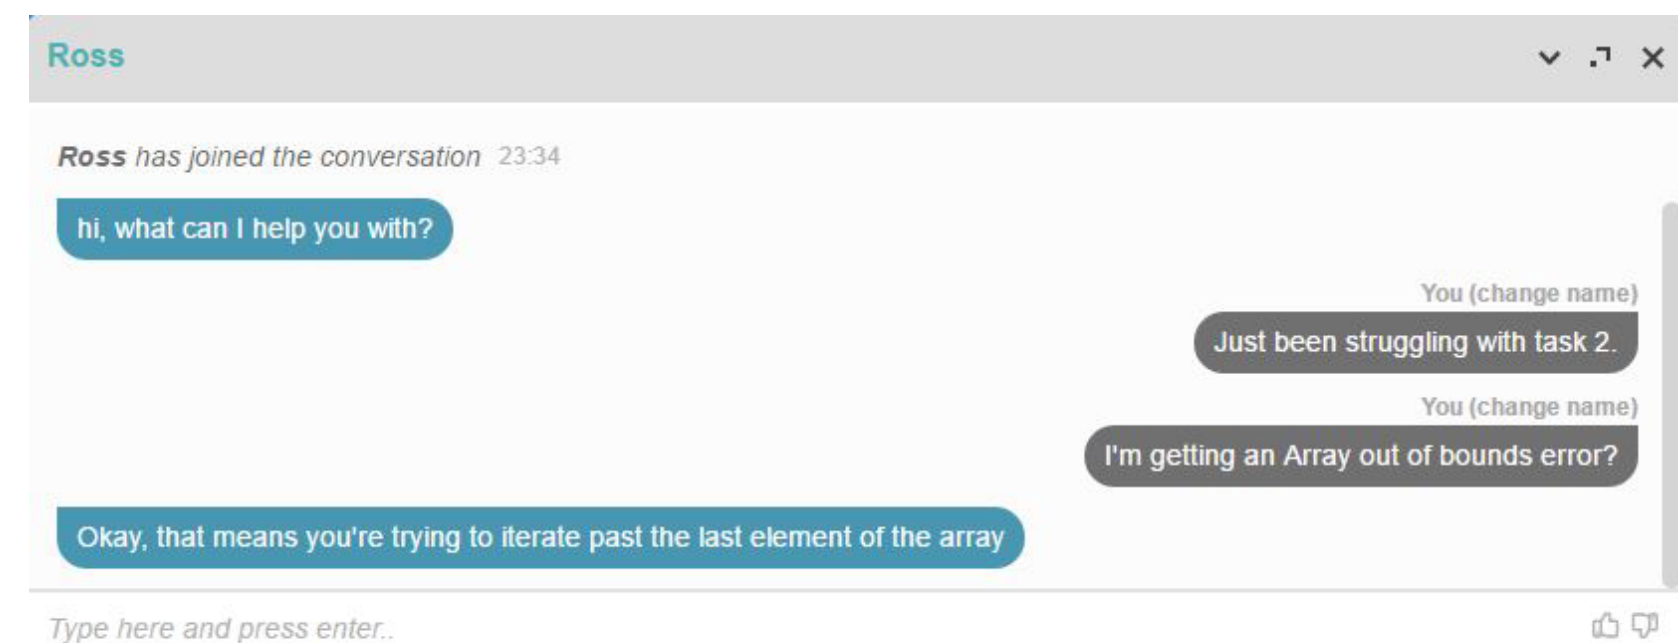 Ross
Ross has joined the conversation 23:34
hi, what can I help you with?
You (change name)
Just been struggling with task 2.
You (change name)
I'm getting an Array out of bounds error?
Okay, that means you're trying to iterate past the last element of the array
Type here and press enter..